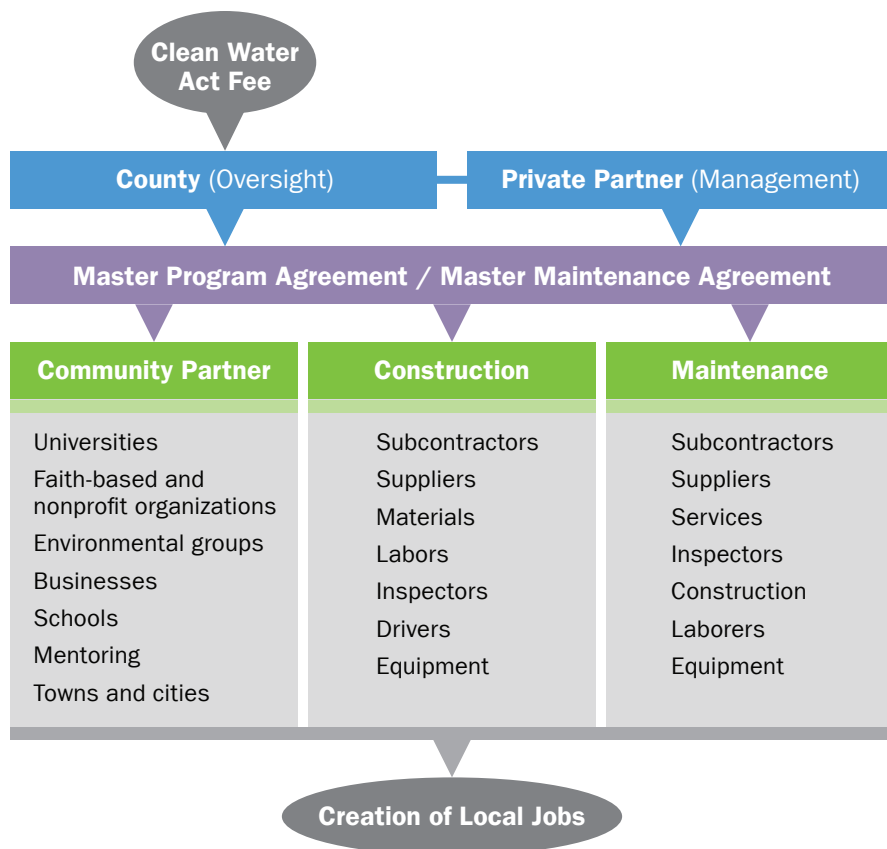 Clean Water
Act Fee
County (Oversight)
Private Partner (Management)
Master Program Agreement / Master Maintenance Agreement
Community Partner
Universities
Faith-based and
nonprofit organizations
Environmental groups
Businesses
Schools
Mentoring
Towns and cities
Construction
Subcontractors
Suppliers
Materials
Labors
Inspectors
Drivers
Equipment
Maintenance
Subcontractors
Suppliers
Services
Inspectors
Construction
Laborers
Equipment
Creation of Local Jobs